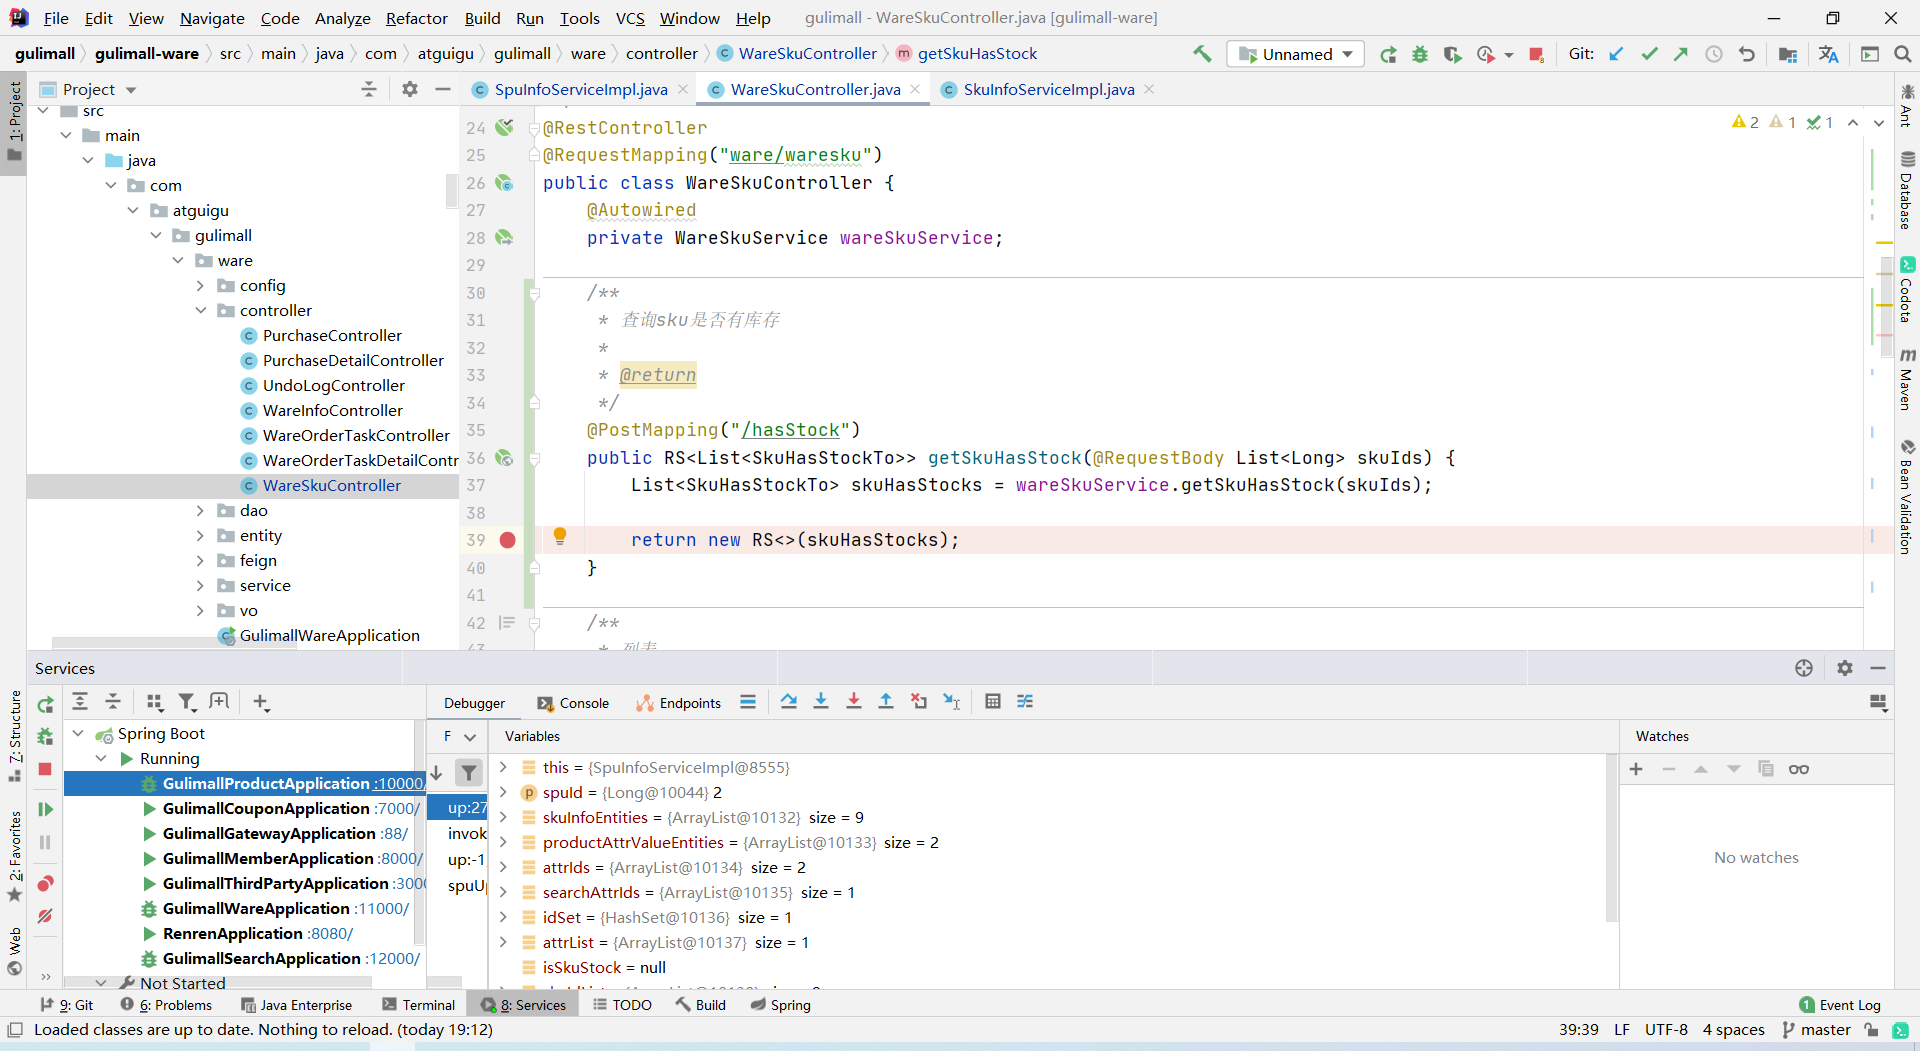 File Edit View Navigate Code Analyze Refactor Build Run Tools VCS Window Help gulimall - WareSkuController.java [gulimall-ware]
gulimall gulimall-ware src main java com atguigu gulimall ware controller WareSkuController getSkuHasStock Unnamed Git:
1: Project
Project
src
main
java
com
atguigu
gulimall
ware
config
controller
PurchaseController
PurchaseDetailController
UndoLogController
WareInfoController
WareOrderTaskController
WareOrderTaskDetailContr
WareSkuController
dao
entity
feign
service
vo
GulimallWareApplication
SpuInfoServiceImpl.java WareSkuController.java SkuInfoServiceImpl.java
2 1 1
24 @RestController
25 @RequestMapping("ware/waresku")
26 public class WareSkuController {
27 @Autowired
28 private WareSkuService wareSkuService;
29
30 /**
31 * 查询sku是否有库存
32 *
33 * @return
34 */
35 @PostMapping("/hasStock")
36 public RS<List<SkuHasStockTo>> getSkuHasStock(@RequestBody List<Long> skuIds) {
37 List<SkuHasStockTo> skuHasStocks = wareSkuService.getSkuHasStock(skuIds);
38
39 return new RS<>(skuHasStocks);
40 }
41
42 /**
Ant
Database
Codota
Maven
Bean Validation
Services
7: Structure
2: Favorites
Web
Spring Boot
Running
GulimallProductApplication :10000/
GulimallCouponApplication :7000/
GulimallGatewayApplication :88/
GulimallMemberApplication :8000/
GulimallThirdPartyApplication :3000
GulimallWareApplication :11000/
RenrenApplication :8080/
GulimallSearchApplication :12000/
Not Started
Debugger Console Endpoints
F
up:27
invok
up:-1,
Variables
this = {SpuInfoServiceImpl@8555}
spuId = {Long@10044} 2
skuInfoEntities = {ArrayList@10132} size = 9
productAttrValueEntities = {ArrayList@10133} size = 2
attrIds = {ArrayList@10134} size = 2
searchAttrIds = {ArrayList@10135} size = 1
idSet = {HashSet@10136} size = 1
attrList = {ArrayList@10137} size = 1
isSkuStock = null
Watches
No watches
9: Git 6: Problems Java Enterprise Terminal 8: Services TODO Build Spring 1 Event Log
Loaded classes are up to date. Nothing to reload. (today 19:12) 39:39 LF UTF-8 4 spaces master